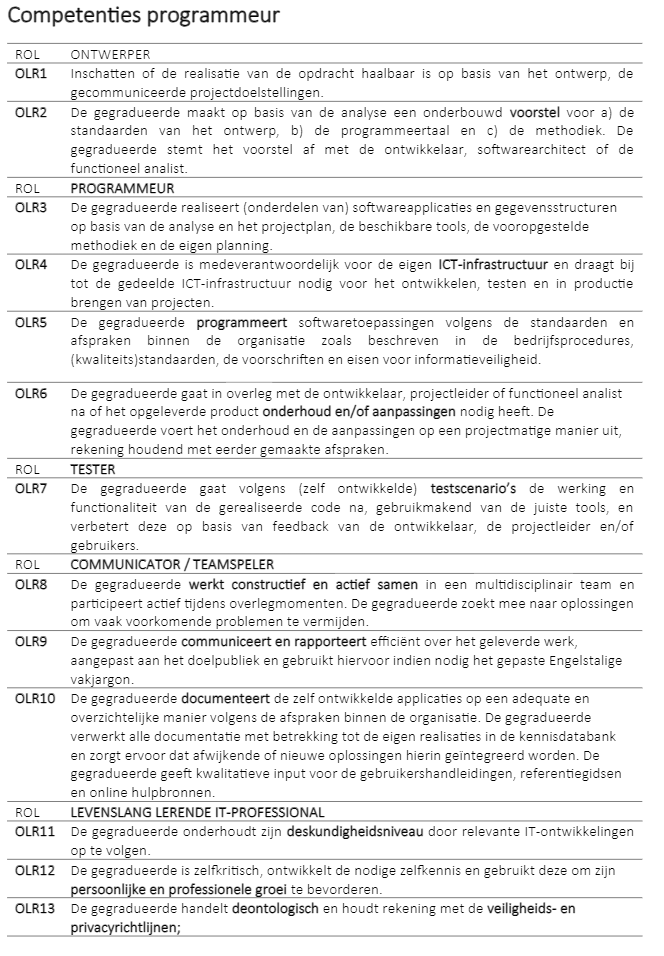 Competenties programmeur
ROL ONTWERPER
OLR1 Inschatten of de realisatie van de opdracht haalbaar is op basis van het ontwerp, de
gecommuniceerde projectdoelstellingen.
OLR2 De gegradueerde maakt op basis van de analyse een onderbouwd voorstel voor a) de
standaarden van het ontwerp, b) de programmeertaal en c) de methodiek. De
gegradueerde stemt het voorstel af met de ontwikkelaar, softwarearchitect of de
functioneel analist.
ROL PROGRAMMEUR
OLR3 De gegradueerde realiseert (onderdelen van) softwareapplicaties en gegevensstructuren
op basis van de analyse en het projectplan, de beschikbare tools, de vooropgestelde
methodiek en de eigen planning.
OLR4 De gegradueerde is medeverantwoordelijk voor de eigen ICT-infrastructuur en draagt bij
tot de gedeelde ICT-infrastructuur nodig voor het ontwikkelen, testen en in productie
brengen van projecten.
OLR5 De gegradueerde programmeert softwaretoepassingen volgens de standaarden en
afspraken binnen de organisatie zoals beschreven in de bedrijfsprocedures,
(kwaliteits)standaarden, de voorschriften en eisen voor informatieveiligheid.
OLR6 De gegradueerde gaat in overleg met de ontwikkelaar, projectleider of functioneel analist
na of het opgeleverde product onderhoud en/of aanpassingen nodig heeft. De
gegradueerde voert het onderhoud en de aanpassingen op een projectmatige manier uit,
rekening houdend met eerder gemaakte afspraken.
ROL TESTER
OLR7 De gegradueerde gaat volgens (zelf ontwikkelde) testscenario's de werking en
functionaliteit van de gerealiseerde code na, gebruikmakend van de juiste tools, en
verbetert deze op basis van feedback van de ontwikkelaar, de projectleider en/of
gebruikers.
ROL COMMUNICATOR / TEAMSPELER
OLR8 De gegradueerde werkt constructief en actief samen in een multidisciplinair team en
participeert actief tijdens overlegmomenten. De gegradueerde zoekt mee naar oplossingen
om vaak voorkomende problemen te vermijden.
OLR9 De gegradueerde communiceert en rapporteert efficiënt over het geleverde werk,
aangepast aan het doelpubliek en gebruikt hiervoor indien nodig het gepaste Engelstalige
vakjargon.
OLR10 De gegradueerde documenteert de zelf ontwikkelde applicaties op een adequate en
overzichtelijke manier volgens de afspraken binnen de organisatie. De gegradueerde
verwerkt alle documentatie met betrekking tot de eigen realisaties in de kennisdatabank
en zorgt ervoor dat afwijkende of nieuwe oplossingen hierin geïntegreerd worden. De
gegradueerde geeft kwalitatieve input voor de gebruikershandleidingen, referentiegidsen
en online hulpbronnen.
ROL LEVENSLANG LERENDE IT-PROFESSIONAL
OLR11 De gegradueerde onderhoudt zijn deskundigheidsniveau door relevante IT-ontwikkelingen
op te volgen.
OLR12 De gegradueerde is zelfkritisch, ontwikkelt de nodige zelfkennis en gebruikt deze om zijn
persoonlijke en professionele groei te bevorderen.
OLR13 De gegradueerde handelt deontologisch en houdt rekening met de veiligheids- en
privacyrichtlijnen;